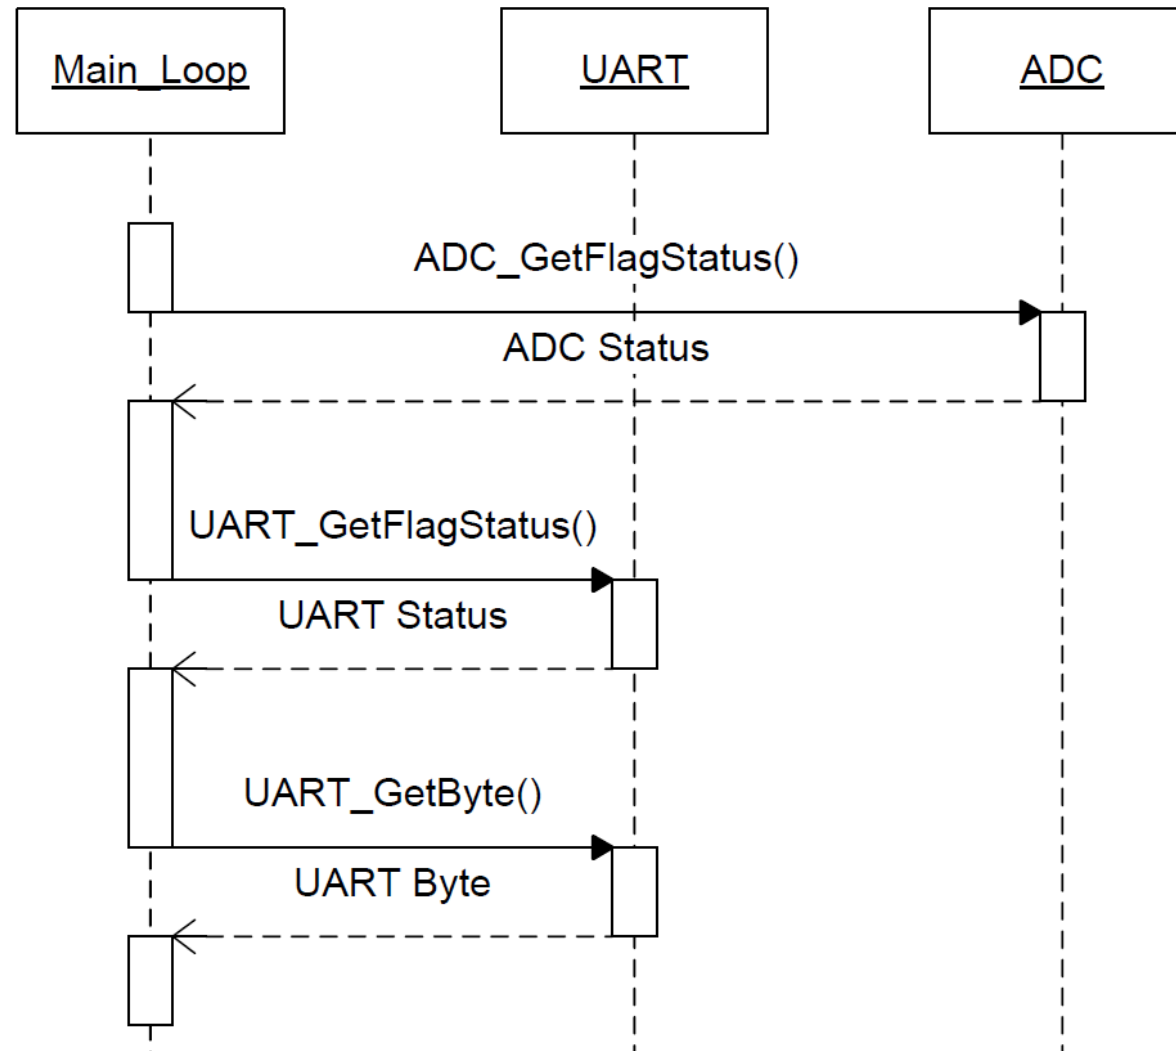 Main_Loop
UART
ADC
ADC_GetFlagStatus()
ADC Status
UART_GetFlagStatus()
UART Status
UART_GetByte()
UART Byte